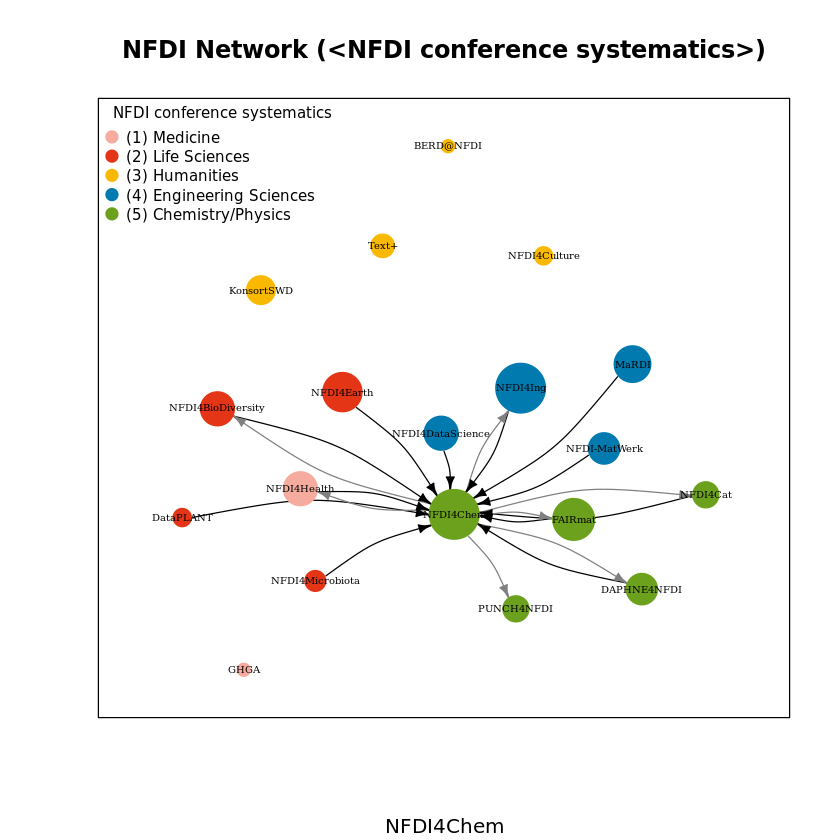 NFDI Network (<NFDI conference systematics>)
NFDI conference systematics
(1) Medicine
(2) Life Sciences
(3) Humanities
(4) Engineering Sciences
(5) Chemistry/Physics
BERD@NFDI
Text+
NFDI4Culture
KonsortSWD
MaRDI
NFDI4Ing
NFDI4Earth
NFDI4BioDiversity
NFDI4DataScience
NFDI-MatWerk
NFDI4Health
NFDI4Cat
NFDI4Chem
DataPLANT
FAIRmat
NFDI4Microbiota
DAPHNE4NFDI
PUNCH4NFDI
GHGA
NFDI4Chem